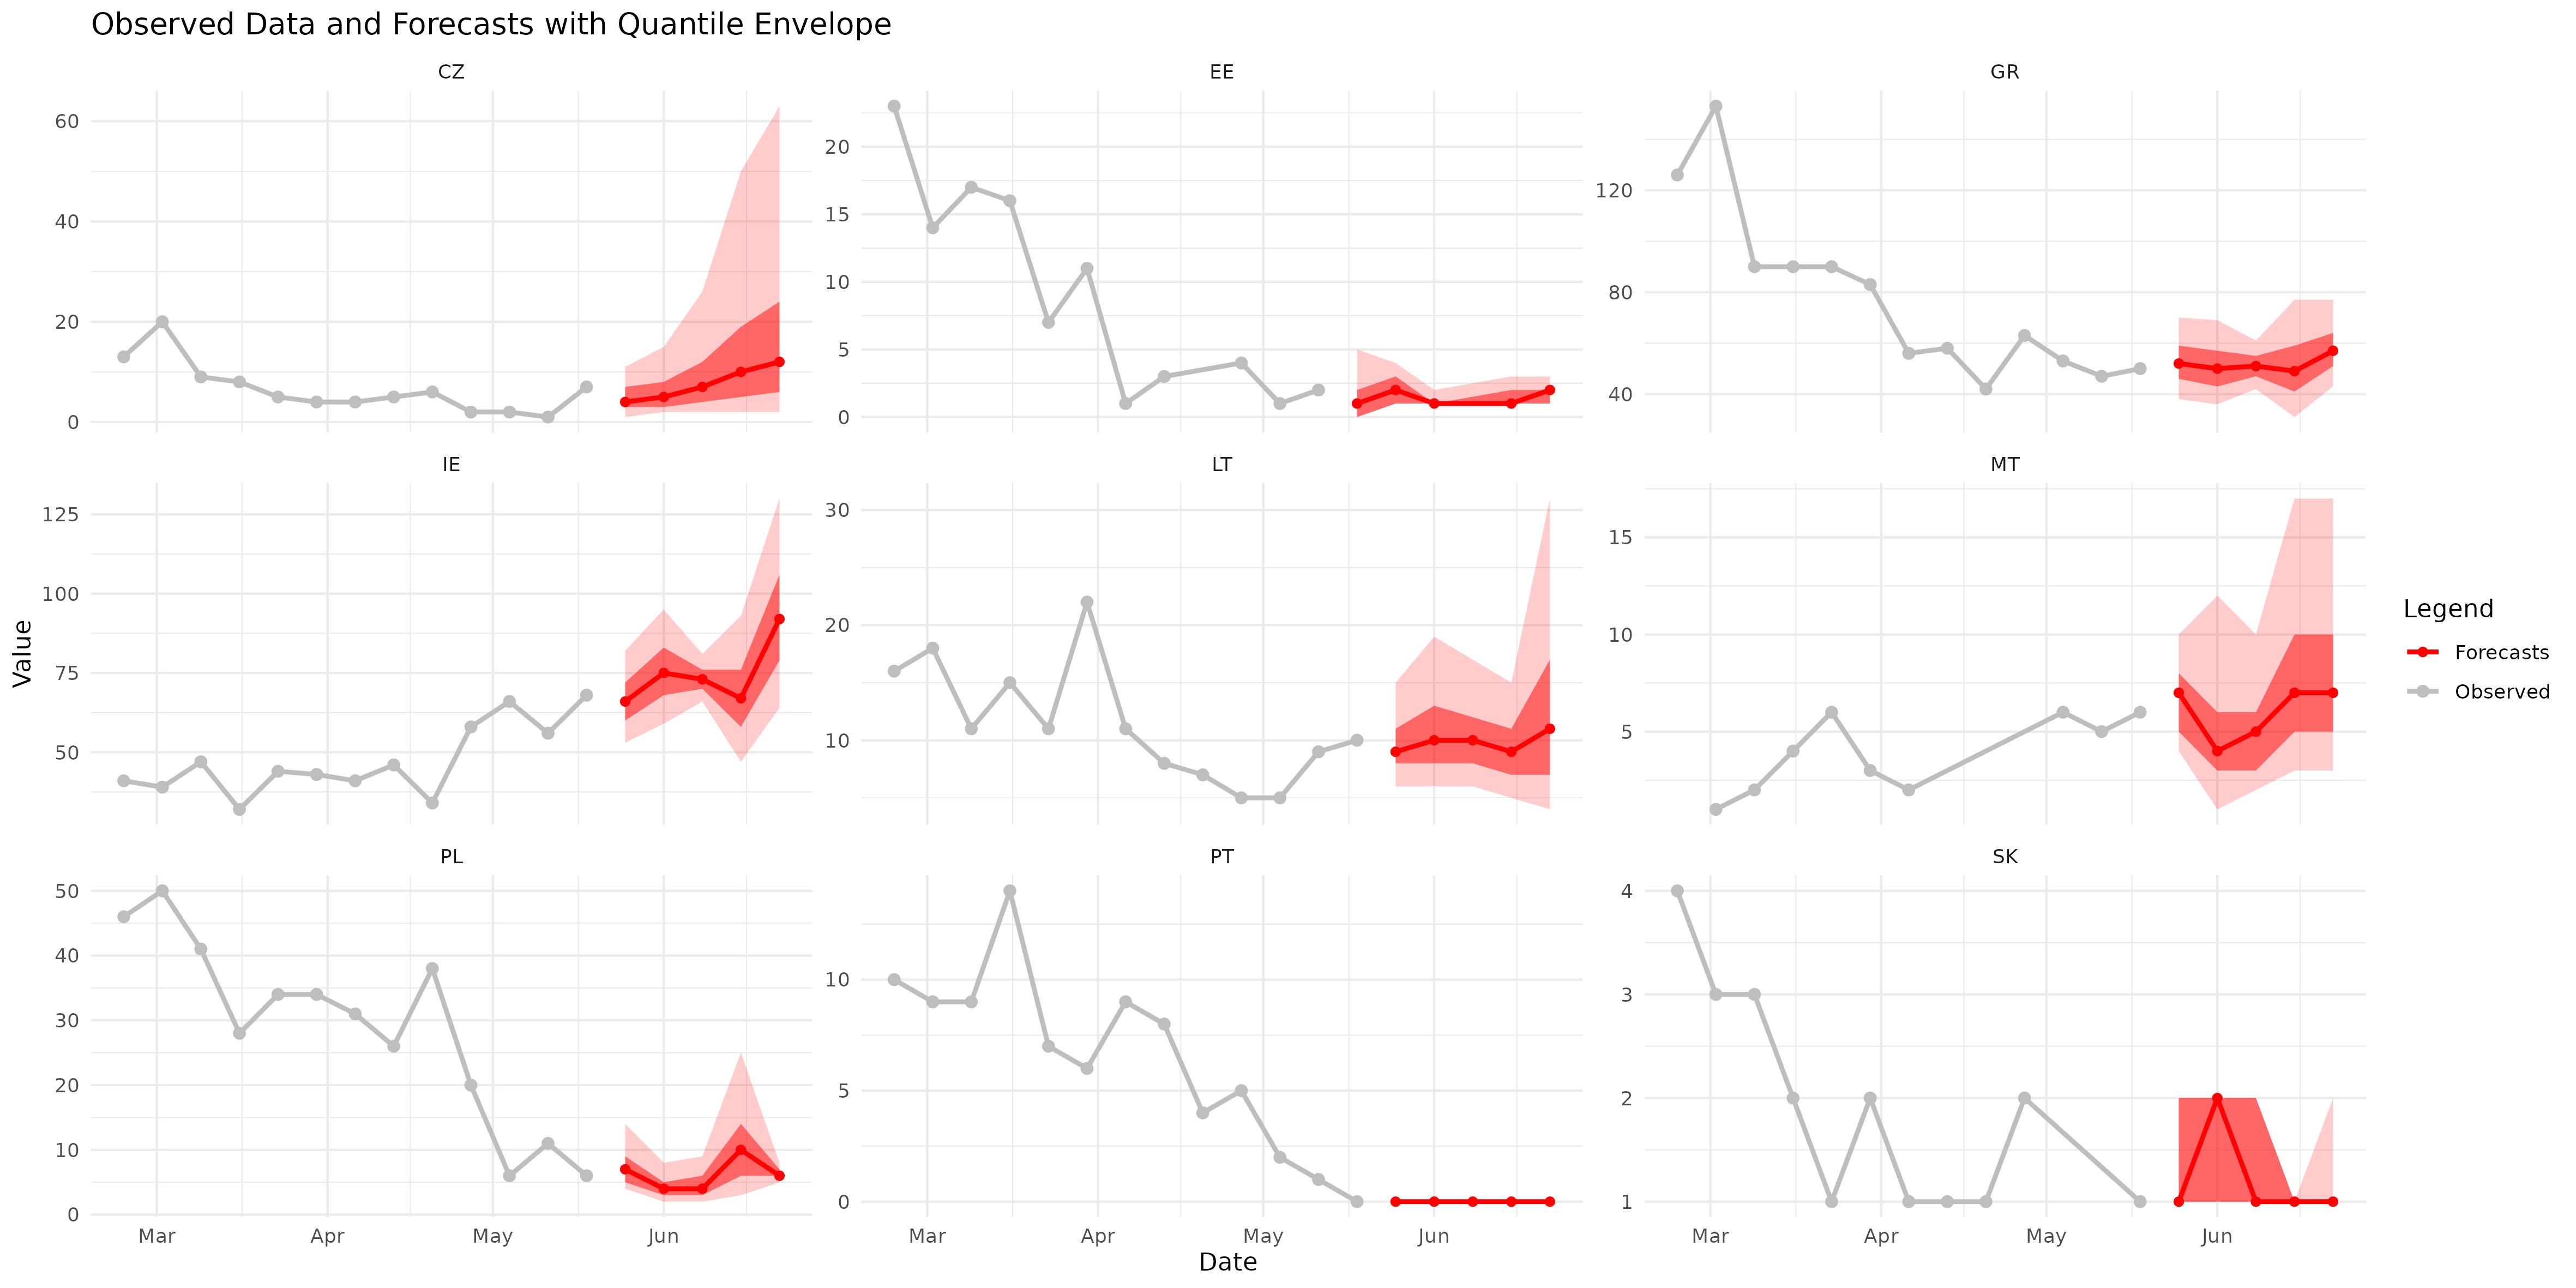 Observed Data and Forecasts with Quantile Envelope
CZ
EE
GR
60
40
20
0
20
15
10
5
0
120
80
40
IE
LT
MT
125
100
75
50
30
20
10
15
10
5
PL
PT
SK
50
40
30
20
10
0
10
5
0
4
3
2
1
Mar Apr May Jun
Mar Apr May Jun
Mar Apr May Jun
Value
Date
Legend
Forecasts
Observed